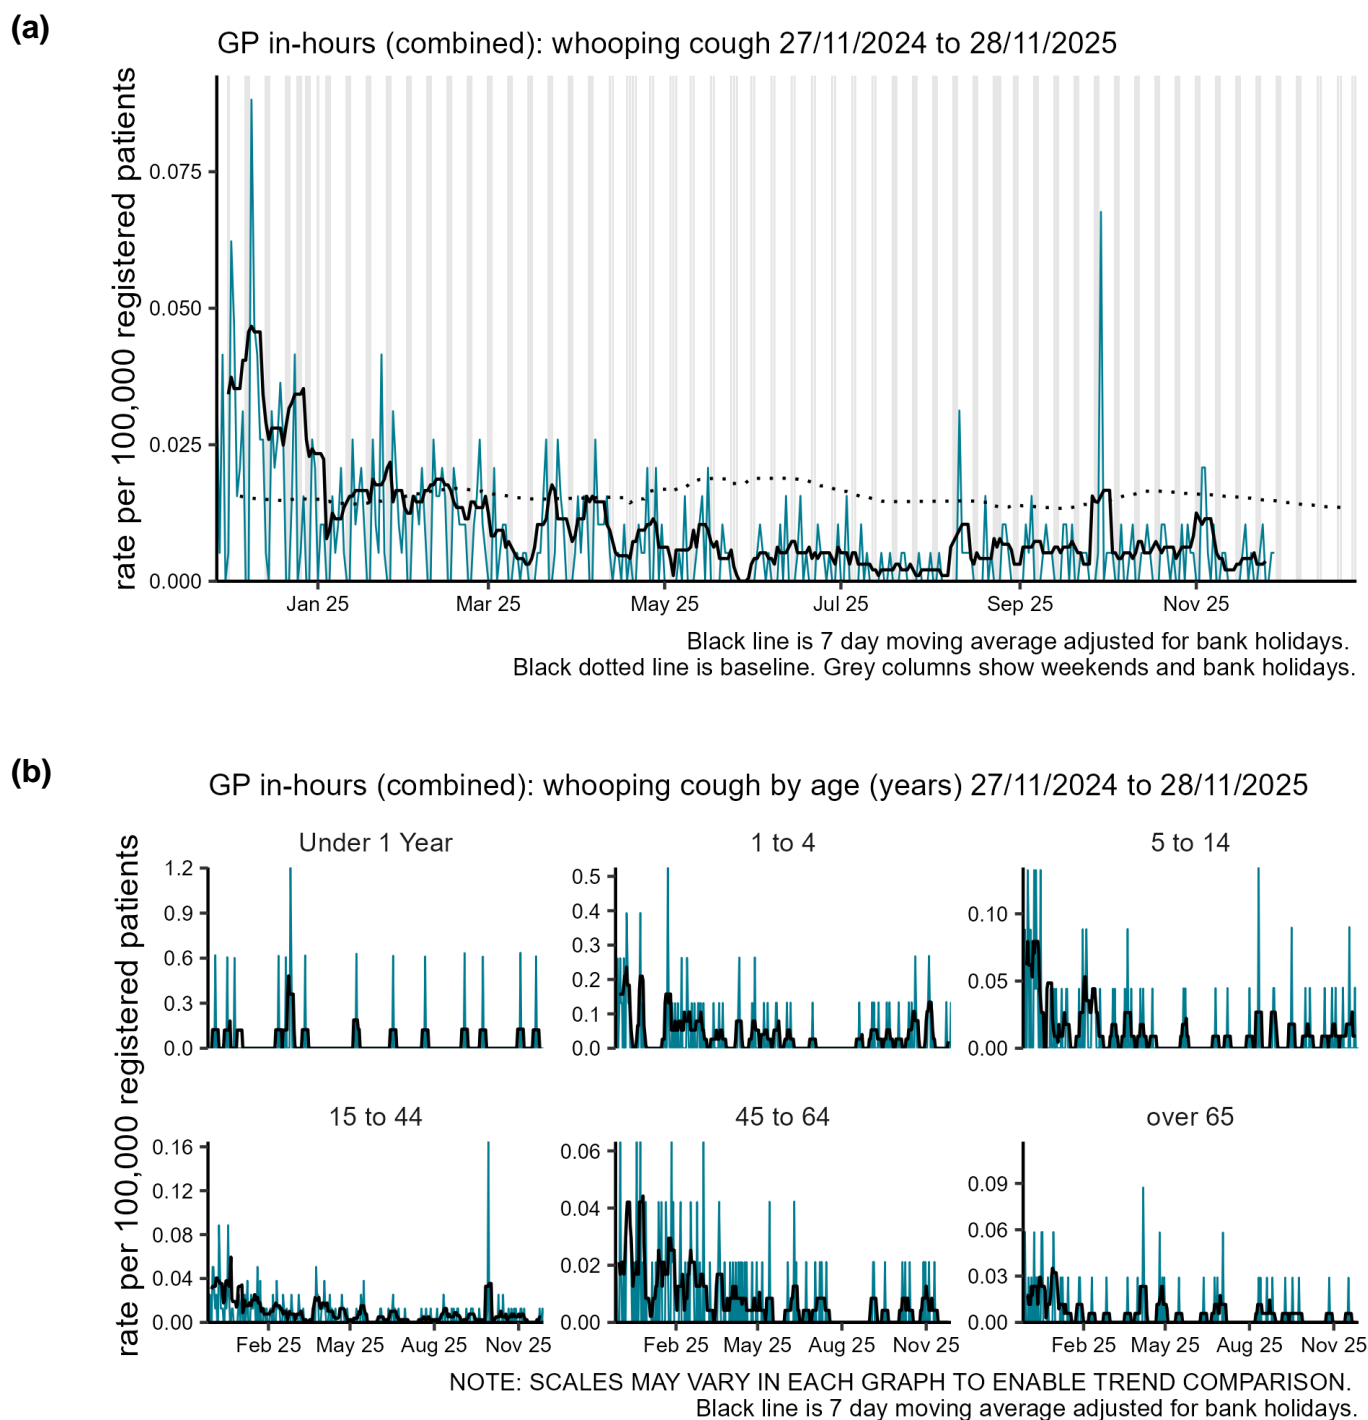 (a)
GP in-hours (combined): whooping cough 27/11/2024 to 28/11/2025
rate per 100,000 registered patients
0.075
0.050
0.025
0.000
Jan 25 Mar 25 May 25 Jul 25 Sep 25 Nov 25
Black line is 7 day moving average adjusted for bank holidays.
Black dotted line is baseline. Grey columns show weekends and bank holidays.
(b)
GP in-hours (combined): whooping cough by age (years) 27/11/2024 to 28/11/2025
rate per 100,000 registered patients
Under 1 Year
1.2
0.9
0.6
0.3
0.0
1 to 4
0.5
0.4
0.3
0.2
0.1
0.0
5 to 14
0.10
0.05
0.00
15 to 44
0.16
0.12
0.08
0.04
0.00
Feb 25 May 25 Aug 25 Nov 25
45 to 64
0.06
0.04
0.02
0.00
Feb 25 May 25 Aug 25 Nov 25
over 65
0.09
0.06
0.03
0.00
Feb 25 May 25 Aug 25 Nov 25
NOTE: SCALES MAY VARY IN EACH GRAPH TO ENABLE TREND COMPARISON.
Black line is 7 day moving average adjusted for bank holidays.